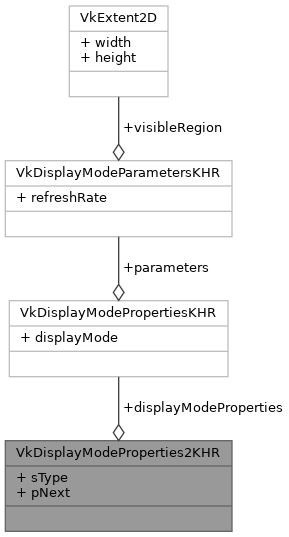 VkExtent2D
+ width
+ height
+visibleRegion
VkDisplayModeParametersKHR
+ refreshRate
+parameters
VkDisplayModePropertiesKHR
+ displayMode
+displayModeProperties
VkDisplayModeProperties2KHR
+ sType
+ pNext